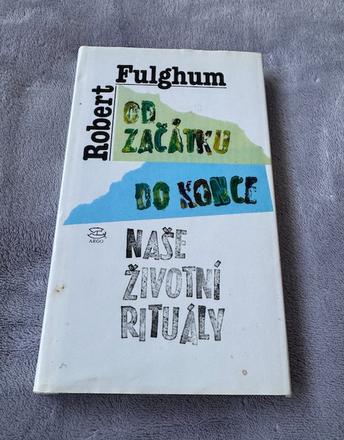 Robert
Fulghum
OD
ZAČÁTKU
DO KONCE
NAŠE
ŽIVOTNÍ
RITUÁLY
ARGO